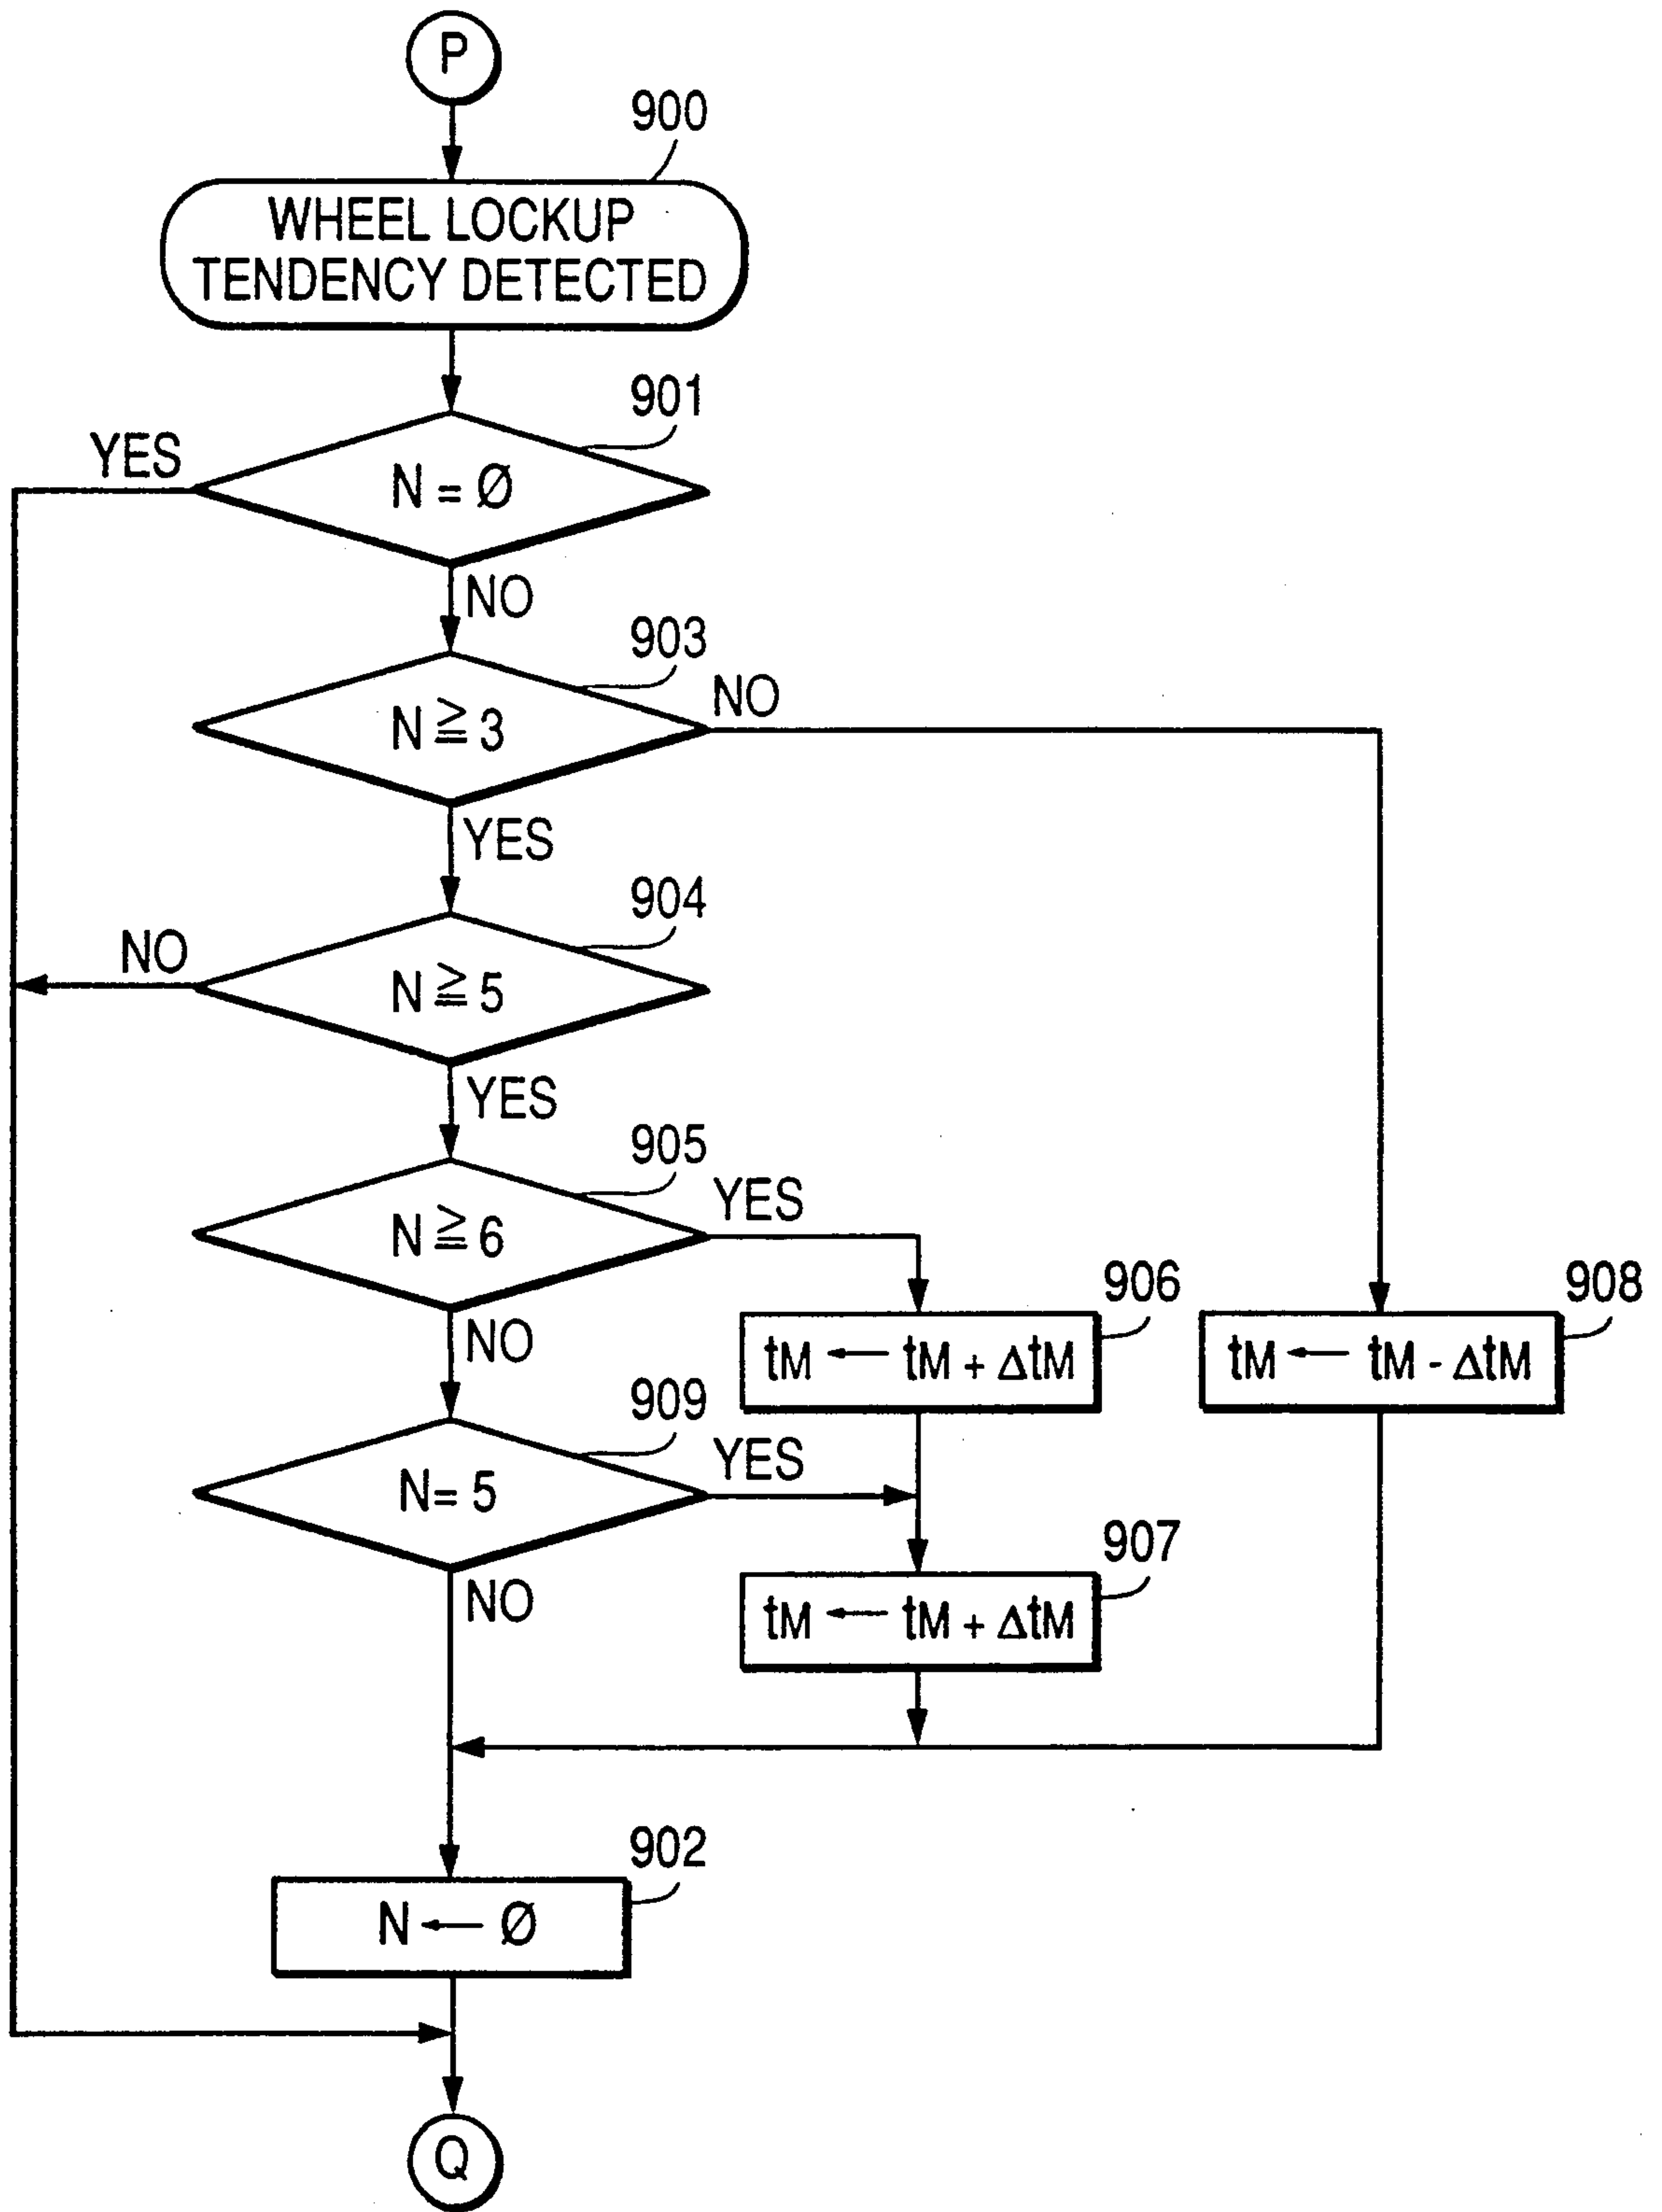 P
900
WHEEL LOCKUP
TENDENCY DETECTED
901
YES
N = Ø
NO
903
NO
N ≧ 3
YES
904
NO
N ≧ 5
YES
905
YES
N ≧ 6
906
908
NO
tM ← tM + ΔtM
tM ← tM - ΔtM
909
YES
N = 5
907
NO
tM ← tM + ΔtM
902
N ← Ø
Q